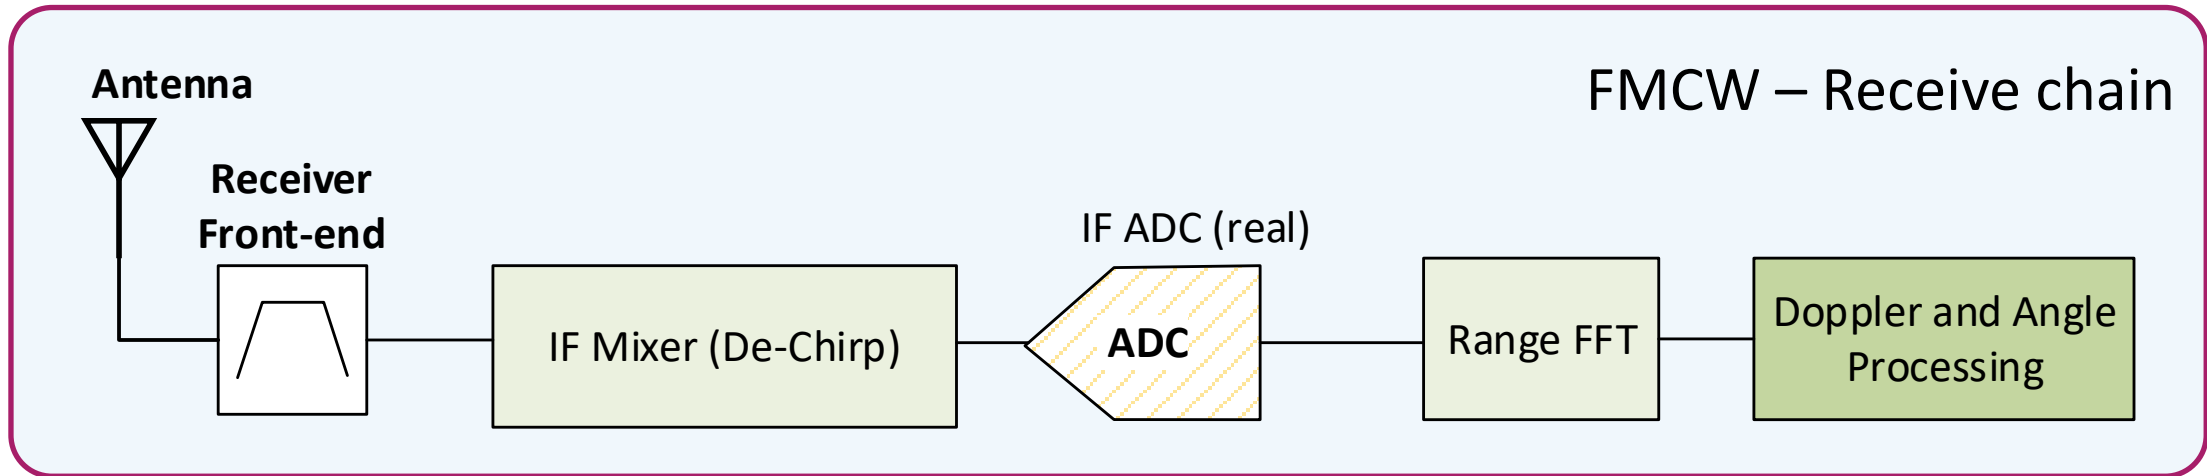 FMCW – Receive chain
Antenna
Receiver
Front-end
IF Mixer (De-Chirp)
IF ADC (real)
ADC
Range FFT
Doppler and Angle
Processing